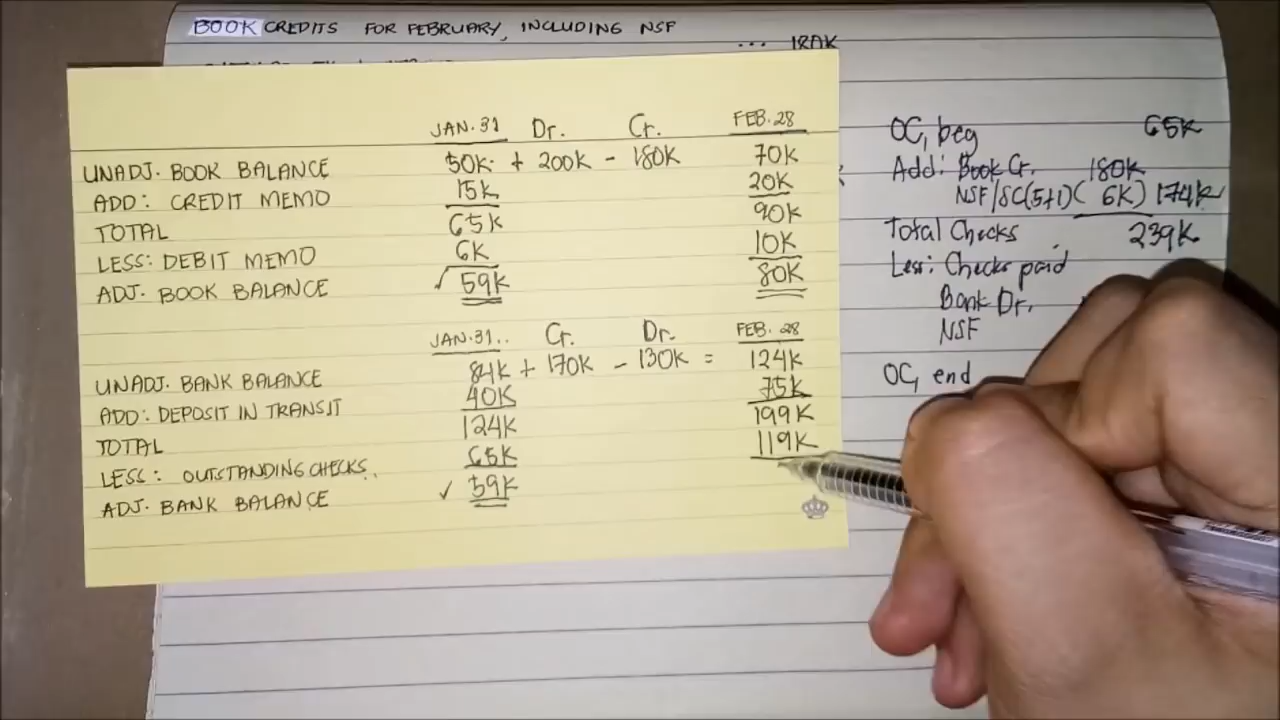 BOOK CREDITS FOR FEBRUARY, INCLUDING NSF
... 180K
JAN. 31 Dr. Cr. FEB. 28
UNADJ. BOOK BALANCE 50K + 200K - 180K 70K
ADD: CREDIT MEMO 15K 20K
TOTAL 65K 90K
LESS: DEBIT MEMO 6K 10K
ADJ. BOOK BALANCE √ 59K 80K
JAN. 31.. Cr. Dr. FEB. 28
UNADJ. BANK BALANCE 84K + 170K - 130K = 124K
ADD: DEPOSIT IN TRANSIT 40K 75K
TOTAL 124K 199K
LESS: OUTSTANDING CHECKS. 65K 119K
ADJ. BANK BALANCE ✓ 59K
OC, beg 65K
Add: Book Cr. 180K
NSF/SC(5+1) ( 6K) 174K
Total Checks 239K
Less: Checks paid
Bank Dr.
NSF
OC, end